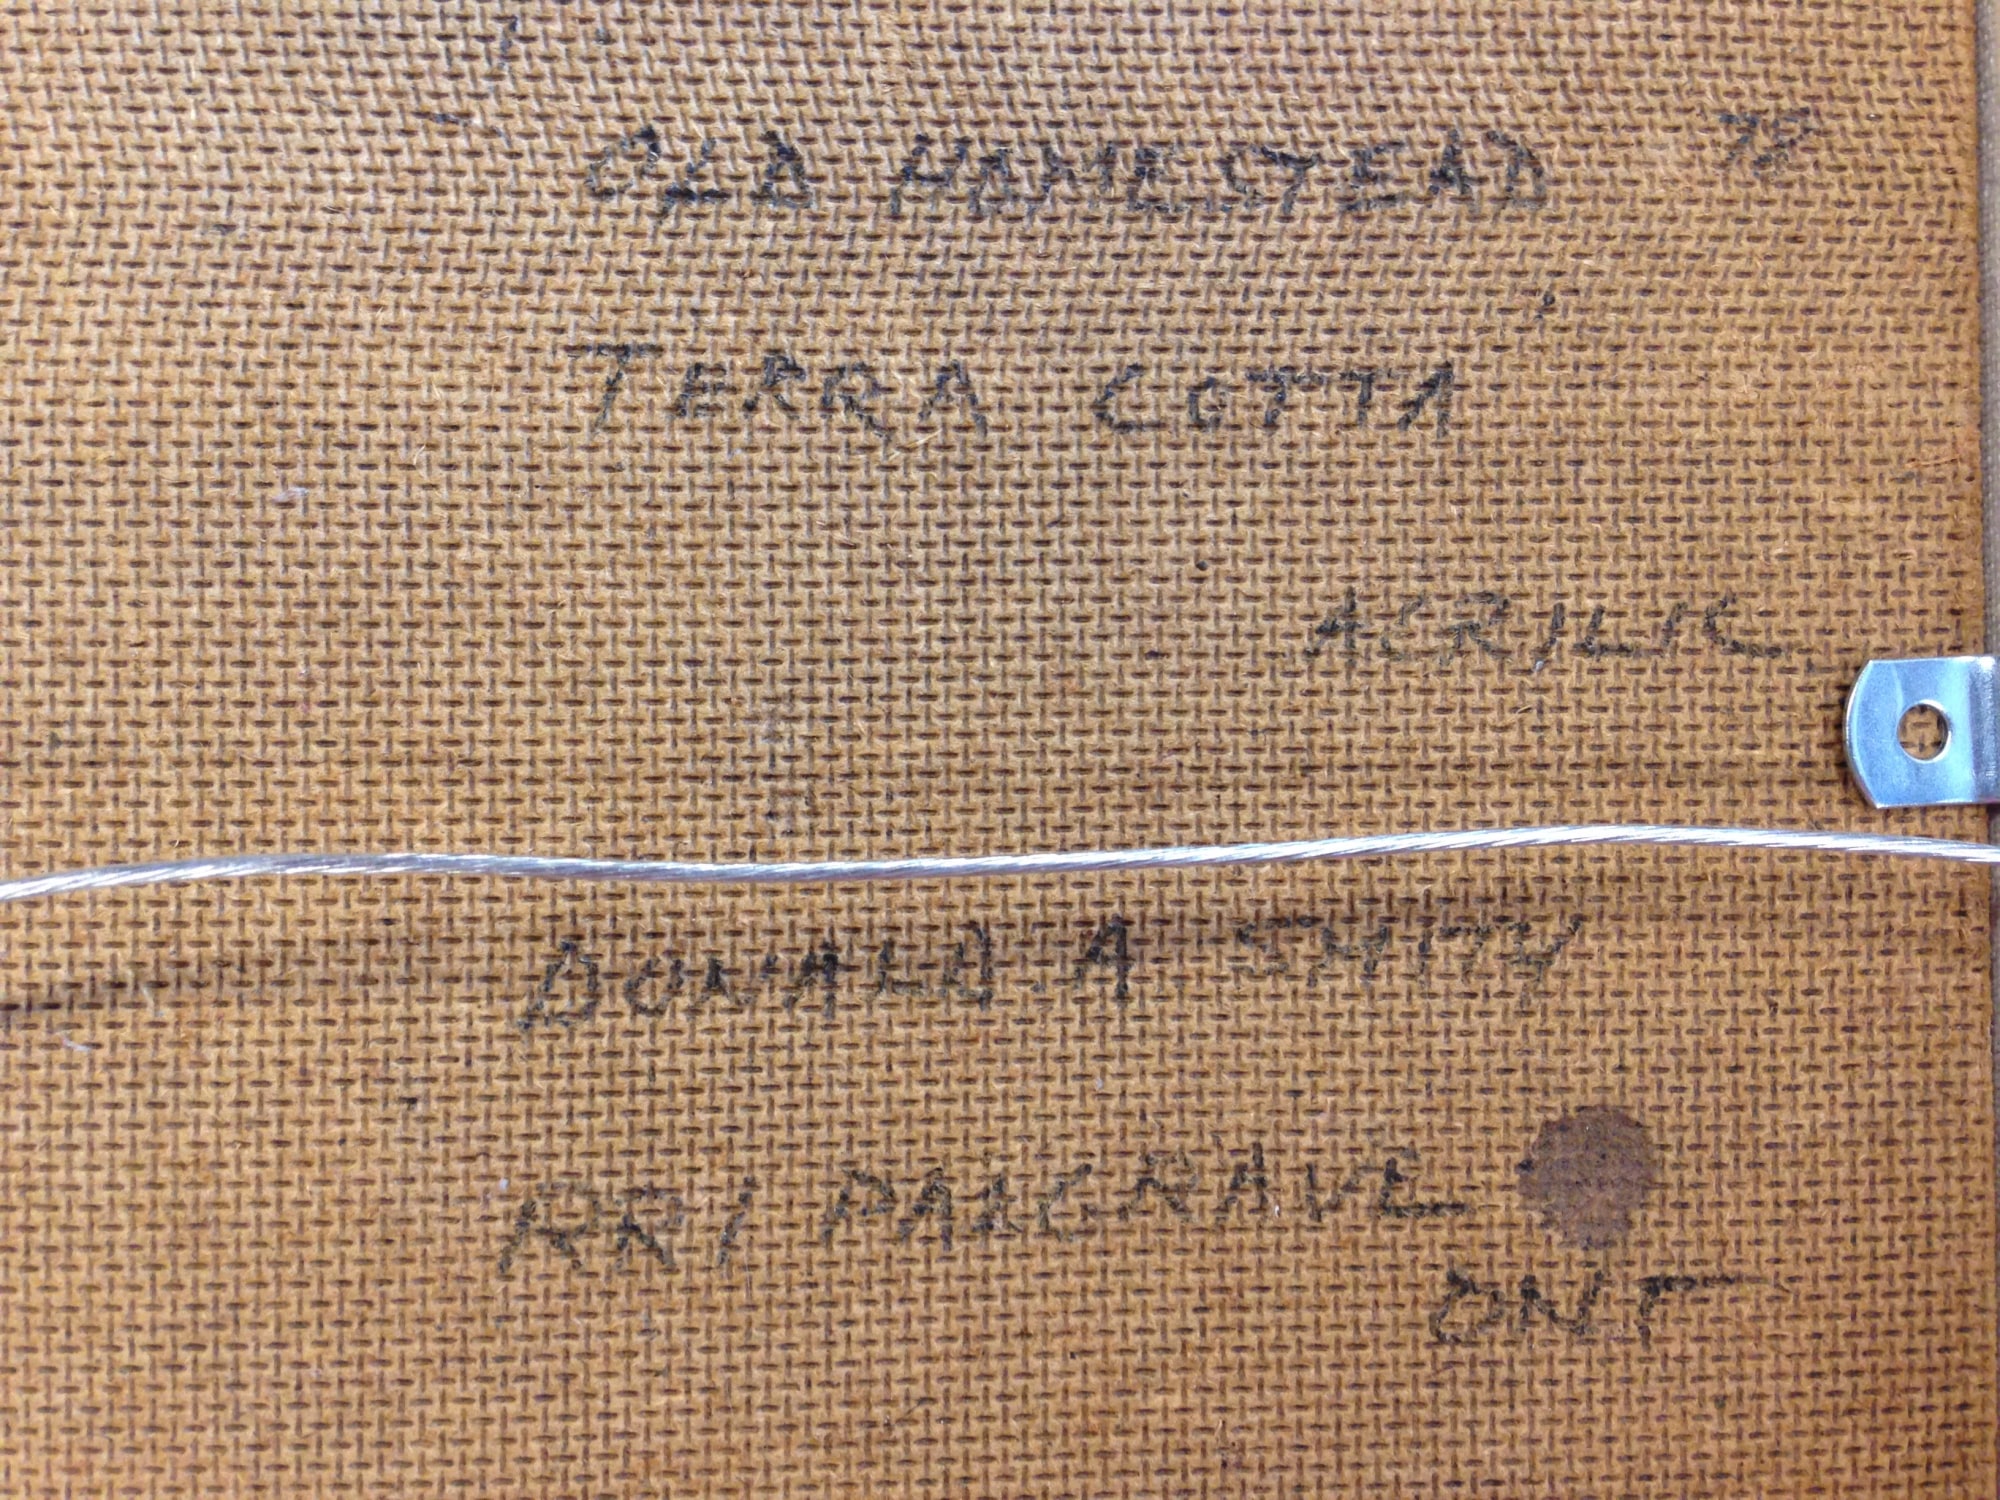 OLD HOMESTEAD
TERRA COTTA
ACRILIC
DONALD. A SMITH
RR1 PALGRAVE
ONT